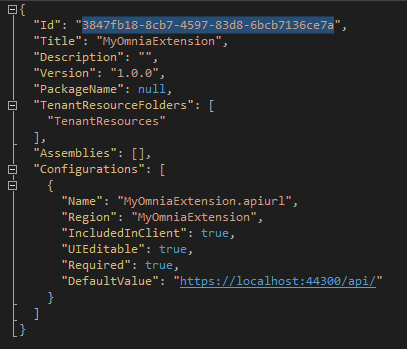 {
"Id": "3847fb18-8cb7-4597-83d8-6bcb7136ce7a",
"Title": "MyOmniaExtension",
"Description": "",
"Version": "1.0.0",
"PackageName": null,
"TenantResourceFolders": [
"TenantResources"
],
"Assemblies": [],
"Configurations": [
{
"Name": "MyOmniaExtension.apiurl",
"Region": "MyOmniaExtension",
"IncludedInClient": true,
"UIEditable": true,
"Required": true,
"DefaultValue": "https://localhost:44300/api/"
}
]
}